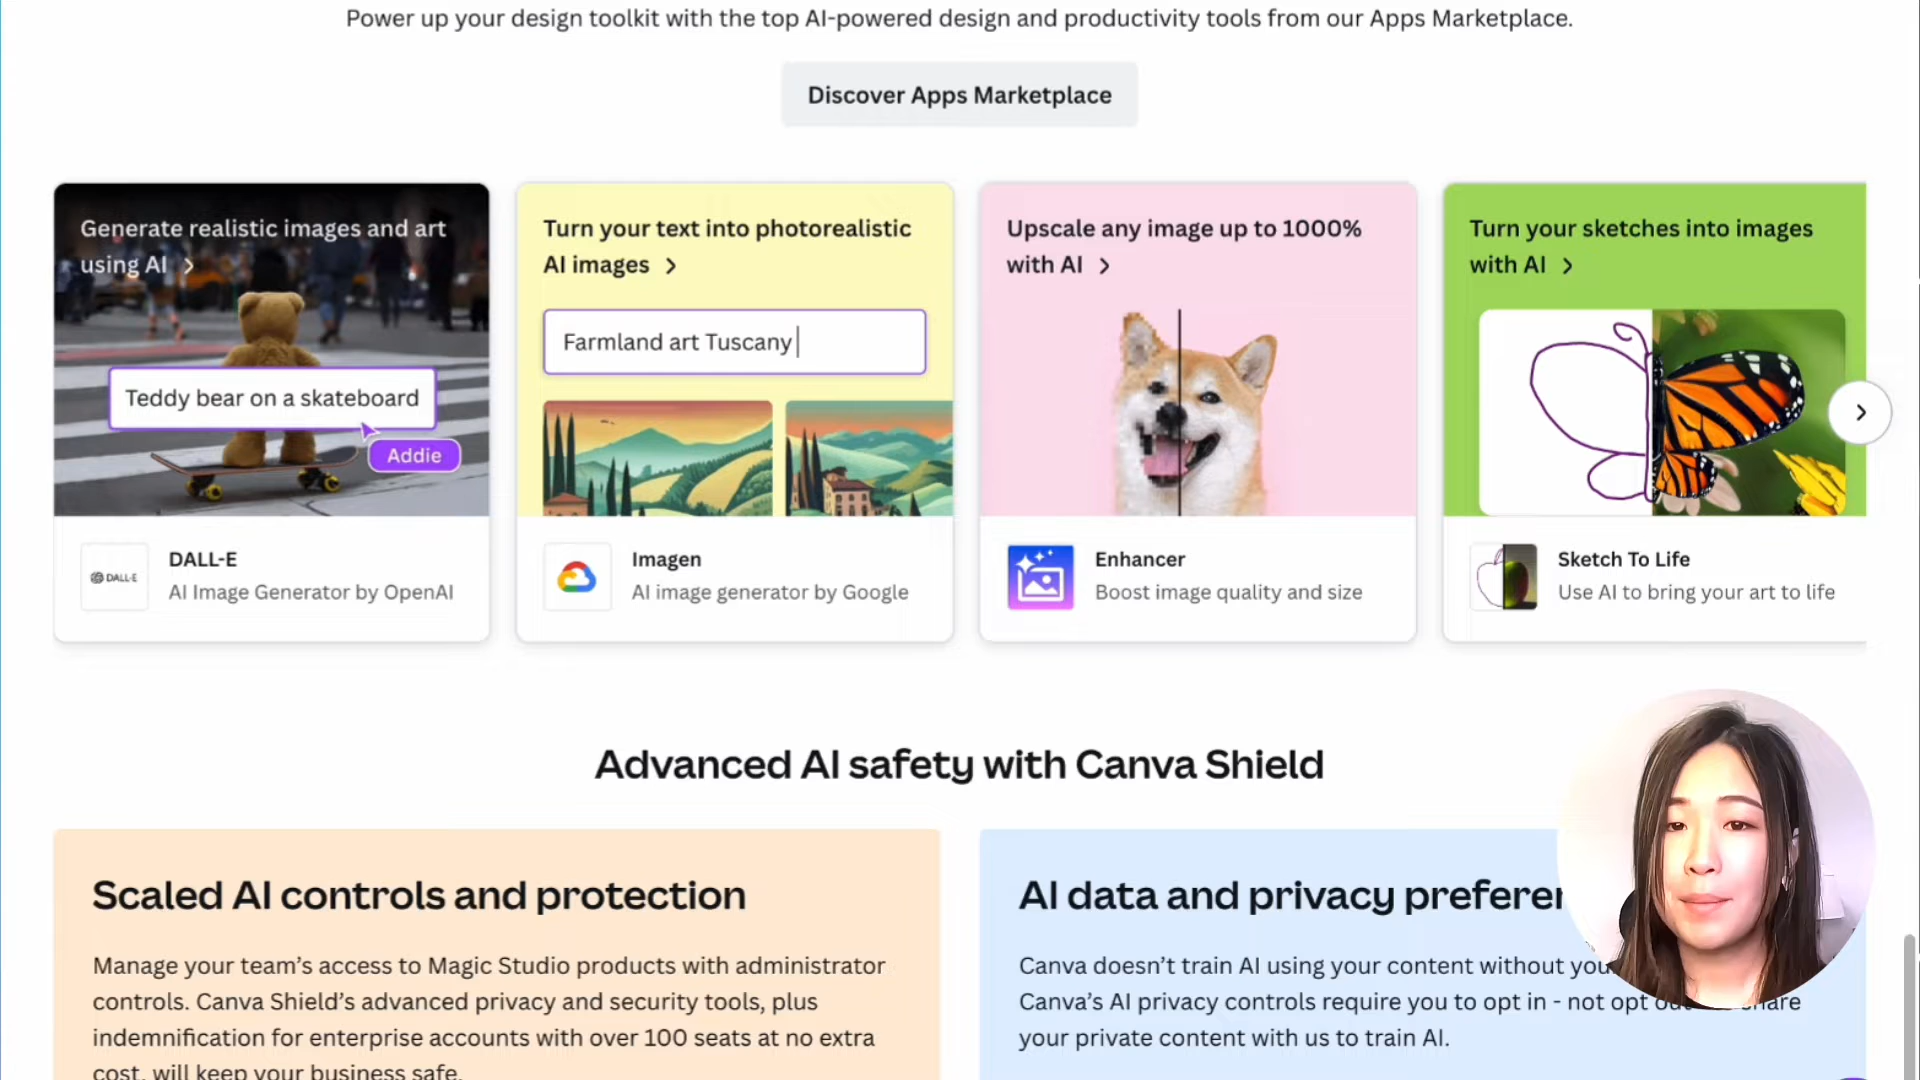 Power up your design toolkit with the top AI-powered design and productivity tools from our Apps Marketplace.
Discover Apps Marketplace
Generate realistic images and art
using AI
Teddy bear on a skateboard
Addie
DALL-E
DALL-E
AI Image Generator by OpenAI
Turn your text into photorealistic
AI images
Farmland art Tuscany
Imagen
AI image generator by Google
Upscale any image up to 1000%
with AI
Enhancer
Boost image quality and size
Turn your sketches into images
with AI
Sketch To Life
Use AI to bring your art to life
Advanced AI safety with Canva Shield
Scaled AI controls and protection
Manage your team's access to Magic Studio products with administrator
controls. Canva Shield's advanced privacy and security tools, plus
indemnification for enterprise accounts with over 100 seats at no extra
cost, will keep your business safe.
AI data and privacy
Canva doesn't train AI using your content without
Canva's AI privacy controls require you to opt in - not opt
your private content with us to train AI.